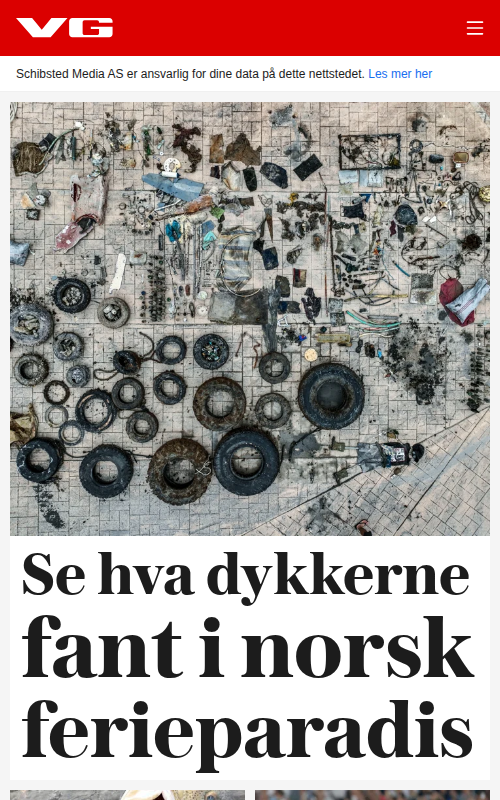 VG
Schibsted Media AS er ansvarlig for dine data på dette nettstedet. Les mer her
Se hva dykkerne
fant i norsk
ferieparadis